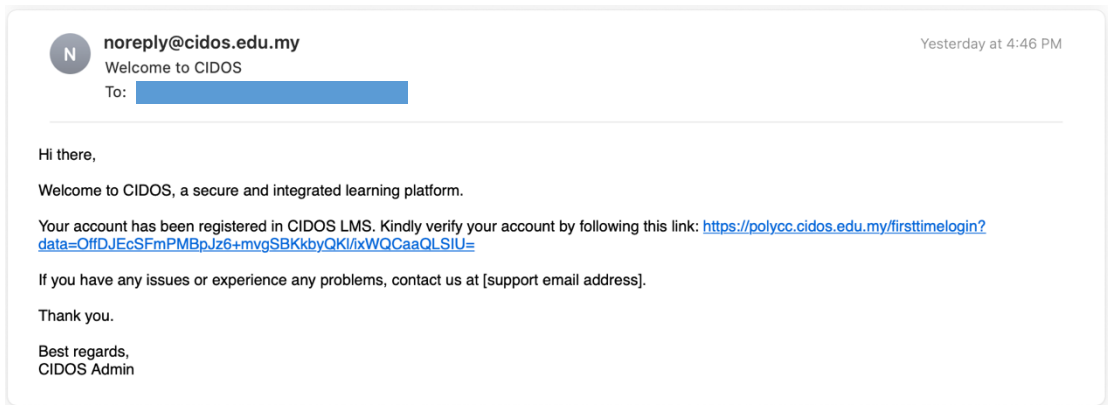 N
noreply@cidos.edu.my
Yesterday at 4:46 PM
Welcome to CIDOS
To:
Hi there,
Welcome to CIDOS, a secure and integrated learning platform.
Your account has been registered in CIDOS LMS. Kindly verify your account by following this link: https://polycc.cidos.edu.my/firsttimelogin?
data=OffDJEcSFmPMBpJz6+mvgSBKkbyQKl/ixWQCaaQLSIU=
If you have any issues or experience any problems, contact us at [support email address].
Thank you.
Best regards,
CIDOS Admin